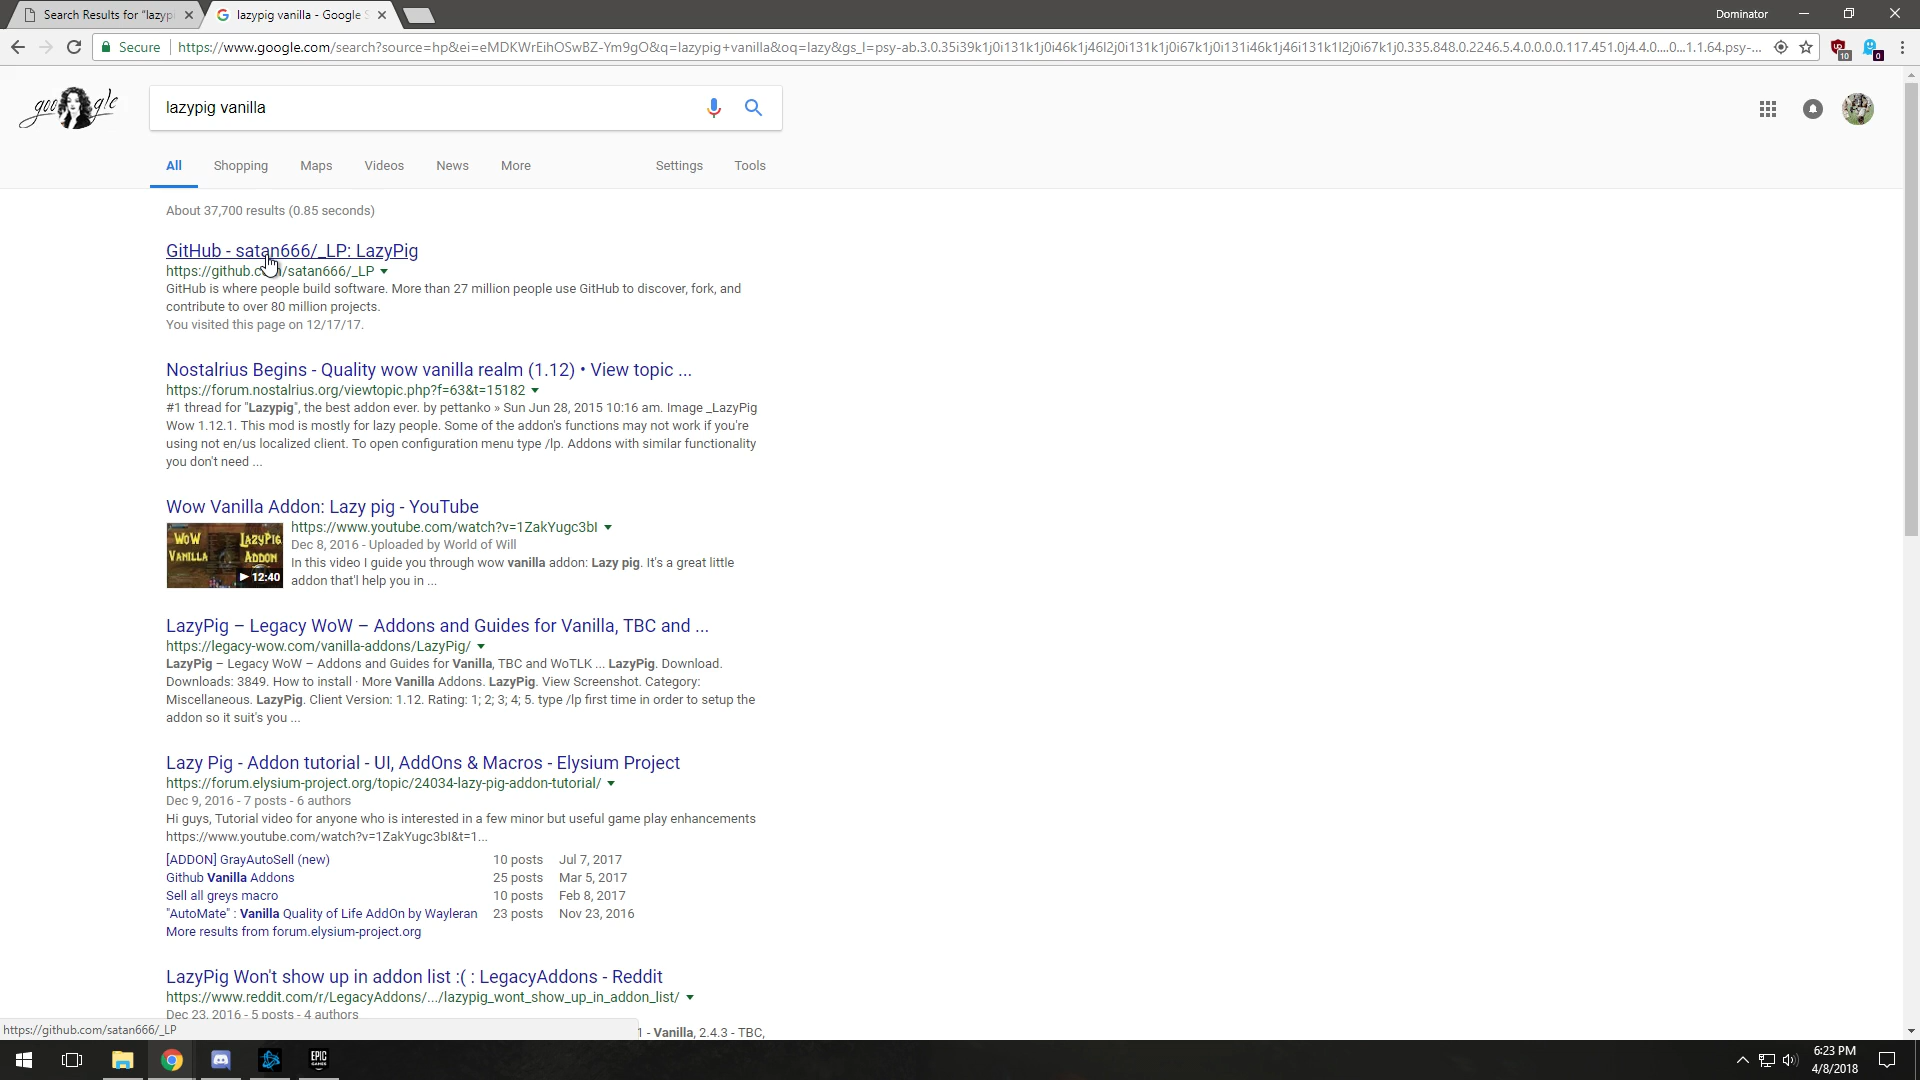 Search Results for "lazypi
lazypig vanilla - Google S
Dominator
Secure
https://www.google.com/search?source=hp&ei=eMDKWrEihOSwBZ-Ym9gO&q=lazypig+vanilla&oq=lazy&gs_l=psy-ab.3.0.35i39k1j0i131k1j0i46k1j46l2j0i131k1j0i67k1j0i131i46k1j46i131k1l2j0i67k1j0.335.848.0.2246.5.4.0.0.0.0.117.451.0j4.4.0....0...1.1.64.psy-...
10
0
google
lazypig vanilla
All
Shopping
Maps
Videos
News
More
Settings
Tools
About 37,700 results (0.85 seconds)
GitHub - satan666/_LP: LazyPig
https://github.com/satan666/_LP
GitHub is where people build software. More than 27 million people use GitHub to discover, fork, and
contribute to over 80 million projects.
You visited this page on 12/17/17.
Nostalrius Begins - Quality wow vanilla realm (1.12) • View topic ...
https://forum.nostalrius.org/viewtopic.php?f=63&t=15182
#1 thread for "Lazypig", the best addon ever. by pettanko » Sun Jun 28, 2015 10:16 am. Image _LazyPig
Wow 1.12.1. This mod is mostly for lazy people. Some of the addon's functions may not work if you're
using not en/us localized client. To open configuration menu type /lp. Addons with similar functionality
you don't need ...
Wow Vanilla Addon: Lazy pig - YouTube
https://www.youtube.com/watch?v=1ZakYugc3bI
WoW LAZYPIG
VANILLA ADDON
12:40
Dec 8, 2016 - Uploaded by World of Will
In this video I guide you through wow vanilla addon: Lazy pig. It's a great little
addon that'l help you in ...
LazyPig – Legacy WoW – Addons and Guides for Vanilla, TBC and ...
https://legacy-wow.com/vanilla-addons/LazyPig/
LazyPig – Legacy WoW – Addons and Guides for Vanilla, TBC and WoTLK ... LazyPig. Download.
Downloads: 3849. How to install · More Vanilla Addons. LazyPig. View Screenshot. Category:
Miscellaneous. LazyPig. Client Version: 1.12. Rating: 1; 2; 3; 4; 5. type /lp first time in order to setup the
addon so it suit's you ...
Lazy Pig - Addon tutorial - UI, AddOns & Macros - Elysium Project
https://forum.elysium-project.org/topic/24034-lazy-pig-addon-tutorial/
Dec 9, 2016 - 7 posts - 6 authors
Hi guys, Tutorial video for anyone who is interested in a few minor but useful game play enhancements
https://www.youtube.com/watch?v=1ZakYugc3bI&t=1...
[ADDON] GrayAutoSell (new) 10 posts Jul 7, 2017
Github Vanilla Addons 25 posts Mar 5, 2017
Sell all greys macro 10 posts Feb 8, 2017
"AutoMate" : Vanilla Quality of Life AddOn by Wayleran 23 posts Nov 23, 2016
More results from forum.elysium-project.org
LazyPig Won't show up in addon list :( : LegacyAddons - Reddit
https://www.reddit.com/r/LegacyAddons/.../lazypig_wont_show_up_in_addon_list/
Dec 23, 2016 - 5 posts - 4 authors
1 - Vanilla, 2.4.3 - TBC,
https://github.com/satan666/_LP
EPIC
GAMES
6:23 PM
4/8/2018